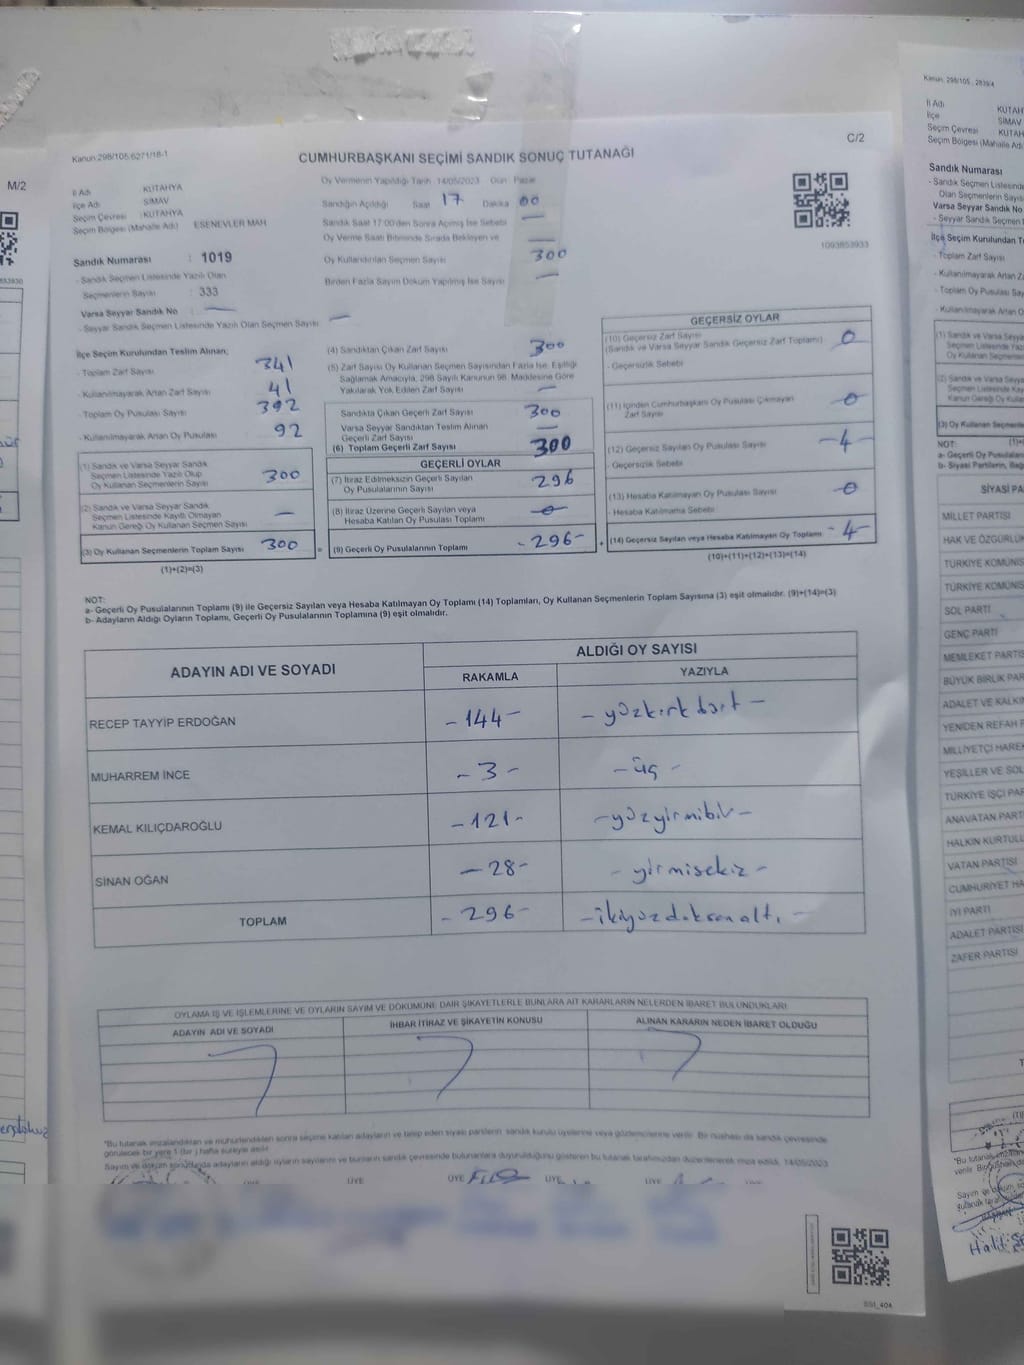 Kanun 298/105.6271/18-1
C/2
CUMHURBAŞKANI SEÇİMİ SANDIK SONUÇ TUTANAĞI
İl Adı KÜTAHYA
İlçe Adı SİMAV
Seçim Çevresi : KÜTAHYA
Seçim Bölgesi (Mahalle Adı) ESENEVLER MAH
Sandık Numarası : 1019
- Sandık Seçmen Listesinde Yazılı Olan
Seçmenlerin Sayısı : 333
Varsa Seyyar Sandık No : —
- Seyyar Sandık Seçmen Listesinde Yazılı Olan Seçmen Sayısı —
Oy Vermenin Yapıldığı Tarih 14/05/2023 Gün Pazar
Sandığın Açıldığı Saat 17 Dakika 00
Sandık Saat 17:00'den Sonra Açılmış İse Sebebi —
Oy Verme Saati Bitiminde Sırada Bekleyen ve —
Oy Kullandırılan Seçmen Sayısı 300
Birden Fazla Sayım Döküm Yapılmış İse Sayısı —
1093853933
İlçe Seçim Kurulundan Teslim Alınan;
- Toplam Zarf Sayısı 341
- Kullanılmayarak Artan Zarf Sayısı 41
- Toplam Oy Pusulası Sayısı 392
- Kullanılmayarak Artan Oy Pusulası 92
(1) Sandık ve Varsa Seyyar Sandık
Seçmen Listesinde Yazılı Olup
Oy Kullanan Seçmenlerin Sayısı 300
(2) Sandık ve Varsa Seyyar Sandık
Seçmen Listesinde Kayıtlı Olmayan
Kanun Gereği Oy Kullanan Seçmen Sayısı —
(3) Oy Kullanan Seçmenlerin Toplam Sayısı 300
(1)+(2)=(3)
(4) Sandıktan Çıkan Zarf Sayısı 300
(5) Zarf Sayısı Oy Kullanan Seçmen Sayısından Fazla İse, Eşitliği
Sağlamak Amacıyla, 298 Sayılı Kanunun 98. Maddesine Göre
Yakılarak Yok Edilen Zarf Sayısı —
Sandıkta Çıkan Geçerli Zarf Sayısı 300
Varsa Seyyar Sandıktan Teslim Alınan
Geçerli Zarf Sayısı —
(6) Toplam Geçerli Zarf Sayısı 300
GEÇERLİ OYLAR
(7) İtiraz Edilmeksizin Geçerli Sayılan
Oy Pusulalarının Sayısı 296
(8) İtiraz Üzerine Geçerli Sayılan veya
Hesaba Katılan Oy Pusulası Toplamı 0
= (9) Geçerli Oy Pusulalarının Toplamı - 296 -
GEÇERSİZ OYLAR
(10) Geçersiz Zarf Sayısı
(Sandık ve Varsa Seyyar Sandık Geçersiz Zarf Toplamı) 0
- Geçersizlik Sebebi
(11) İçinden Cumhurbaşkanı Oy Pusulası Çıkmayan
Zarf Sayısı 0
(12) Geçersiz Sayılan Oy Pusulası Sayısı - 4
- Geçersizlik Sebebi
(13) Hesaba Katılmayan Oy Pusulası Sayısı 0
- Hesaba Katılmama Sebebi
+ (14) Geçersiz Sayılan veya Hesaba Katılmayan Oy Toplamı - 4 -
(10)+(11)+(12)+(13)=(14)
NOT:
a- Geçerli Oy Pusulalarının Toplamı (9) ile Geçersiz Sayılan veya Hesaba Katılmayan Oy Toplamı (14) Toplamları, Oy Kullanan Seçmenlerin Toplam Sayısına (3) eşit olmalıdır. (9)+(14)=(3)
b- Adayların Aldığı Oyların Toplamı, Geçerli Oy Pusulalarının Toplamına (9) eşit olmalıdır.
ADAYIN ADI VE SOYADI
ALDIĞI OY SAYISI
RAKAMLA YAZIYLA
RECEP TAYYİP ERDOĞAN - 144 - - yüzkırkdört -
MUHARREM İNCE - 3 - - üç -
KEMAL KILIÇDAROĞLU - 121 - - yüzyirmibir -
SİNAN OĞAN - 28 - - yirmisekiz -
TOPLAM - 296 - - ikiyüzdoksanaltı -
OYLAMA İŞ VE İŞLEMLERİNE VE OYLARIN SAYIM VE DÖKÜMÜNE DAİR ŞİKAYETLERLE BUNLARA AİT KARARLARIN NELERDEN İBARET BULUNDUKLARI
ADAYIN ADI VE SOYADI İHBAR İTİRAZ VE ŞİKAYETİN KONUSU ALINAN KARARIN NEDEN İBARET OLDUĞU
*Bu tutanak imzalandıktan ve mühürlendikten sonra seçime katılan adayların ve talep eden siyasi partilerin sandık kurulu üyelerine veya gözlemcilerine verilir. Bir nüshası da sandık çevresinde
görülecek bir yere 1 (bir) hafta süreyle asılır.
Sayım ve döküm sonucunda adayların aldığı oyların sayılarını ve bunların sandık çevresinde bulunanlara duyurulduğunu gösteren bu tutanak tarafımızdan düzenlenerek imza edildi. 14/05/2023
ÜYE ÜYE ÜYE ÜYE ÜYE
M/2
Kanun: 298/105, 2839/4
İl Adı KÜTAHY
İlçe SİMAV
Seçim Çevresi KÜTAH
Seçim Bölgesi (Mahalle Adı
Sandık Numarası
- Sandık Seçmen Listesinde
Olan Seçmenlerin Sayıs
Varsa Seyyar Sandık No
- Seyyar Sandık Seçmen
İlçe Seçim Kurulundan T
- Toplam Zarf Sayısı
- Kullanılmayarak Artan
- Toplam Oy Pusulası
- Kullanılmayarak Artan O
NOT:
a- Geçerli Oy Pusulaları
b- Siyasi Partilerin, Bağ
SİYASİ PA
MİLLET PARTİSİ
HAK VE ÖZGÜRLÜK
TÜRKİYE KOMÜNİS
TÜRKİYE KOMÜNİS
SOL PARTİ
GENÇ PARTİ
MEMLEKET PARTİS
BÜYÜK BİRLİK PAR
ADALET VE KALKIN
YENİDEN REFAH P
MİLLİYETÇİ HAREK
YEŞİLLER VE SOL
TÜRKİYE İŞÇİ PAR
ANAVATAN PARTİ
HALKIN KURTULU
VATAN PARTİSİ
CUMHURİYET HA
İYİ PARTİ
ADALET PARTİSİ
ZAFER PARTİSİ